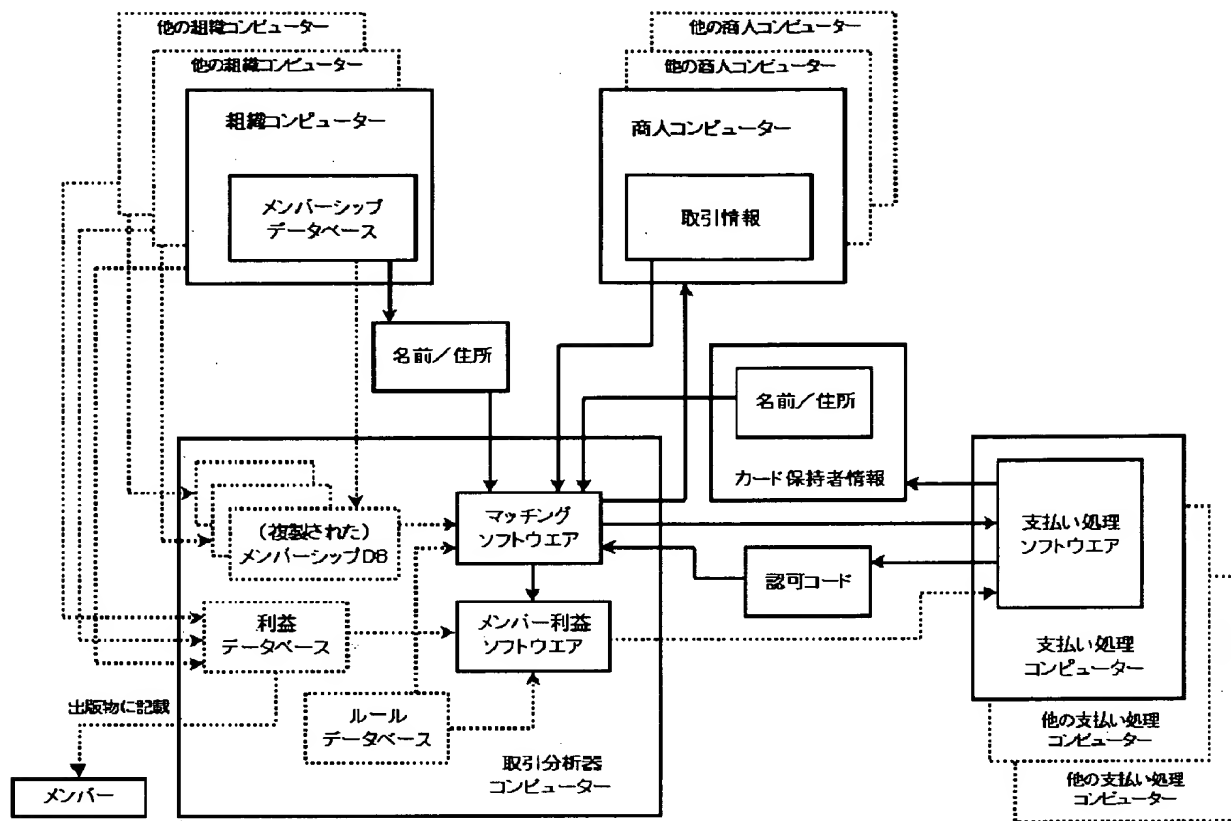 他の組織コンピューター
他の組織コンピューター
組織コンピューター
メンバーシップ
データベース
他の商人コンピューター
他の商人コンピューター
商人コンピューター
取引情報
名前／住所
名前／住所
カード保持者情報
(複製された)
メンバーシップDB
マッチング
ソフトウエア
支払い処理
ソフトウエア
認可コード
利益
データベース
メンバー利益
ソフトウエア
支払い処理
コンピューター
出版物に記載
ルール
データベース
他の支払い処理
コンピューター
取引分析器
コンピューター
他の支払い処理
コンピューター
メンバー